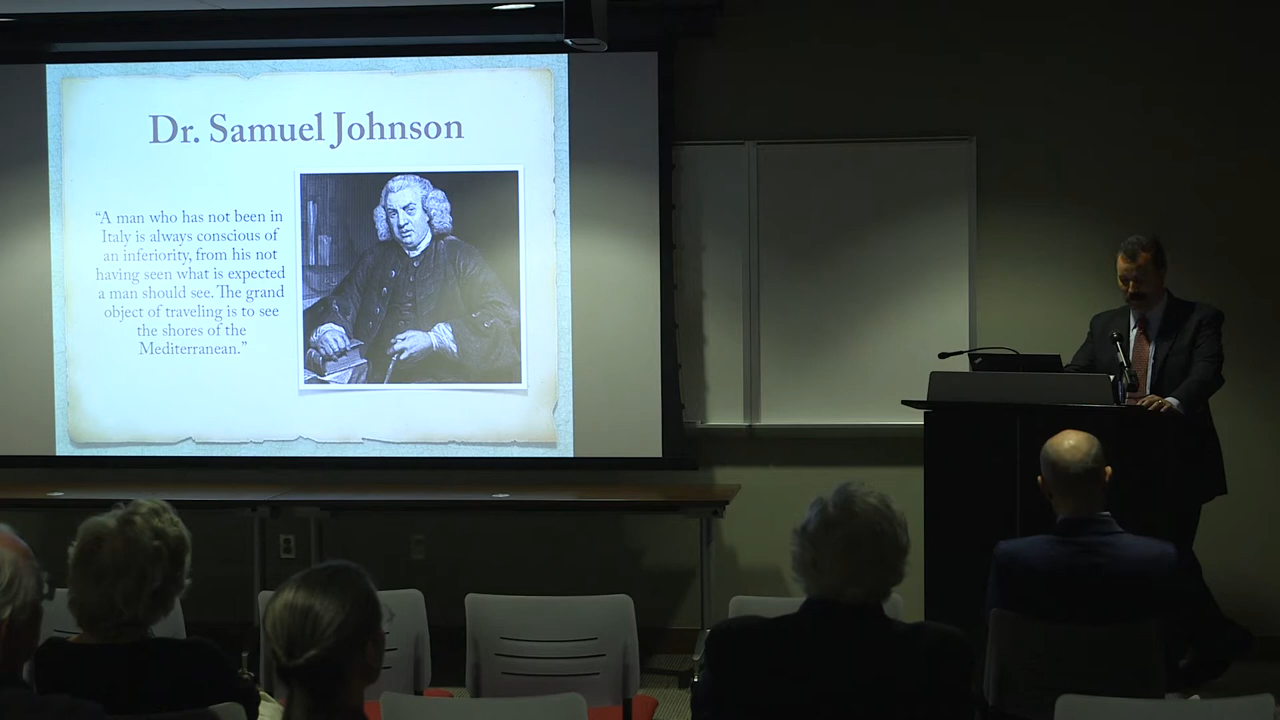 Dr. Samuel Johnson
“A man who has not been in
Italy is always conscious of
an inferiority, from his not
having seen what is expected
a man should see. The grand
object of traveling is to see
the shores of the
Mediterranean.”